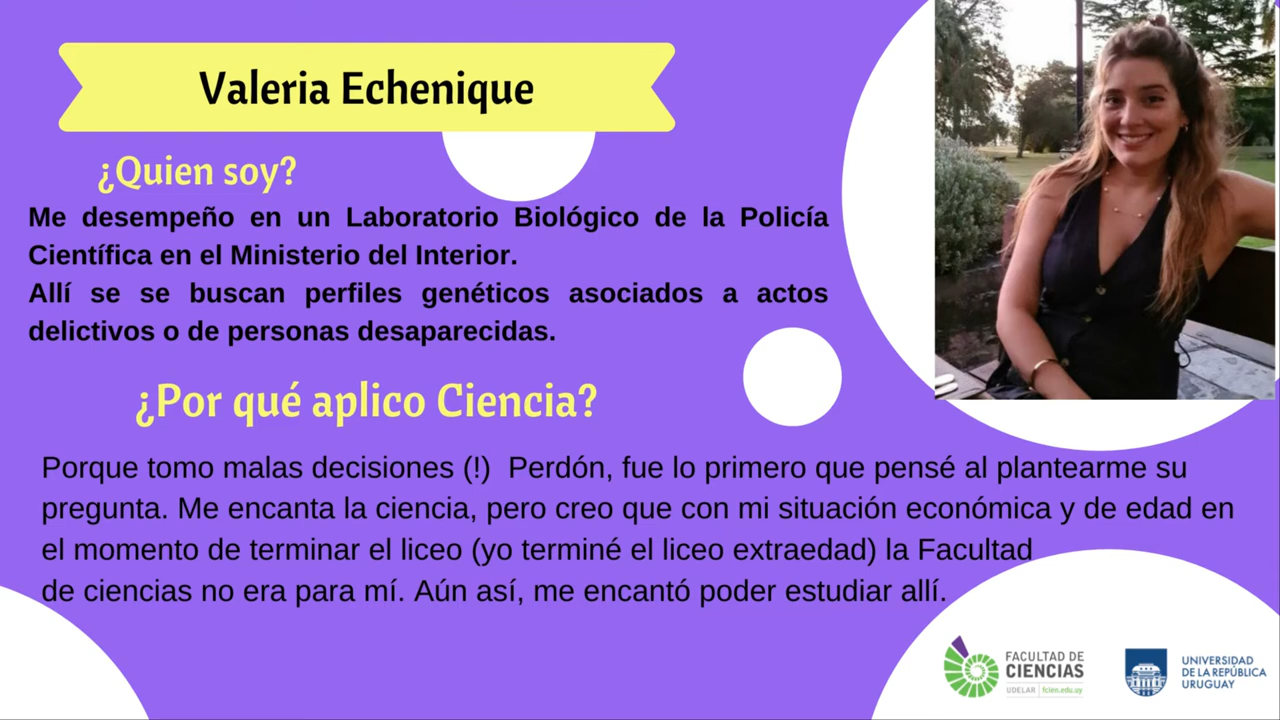 Valeria Echenique
¿Quien soy?
Me desempeño en un Laboratorio Biológico de la Policía
Científica en el Ministerio del Interior.
Allí se se buscan perfiles genéticos asociados a actos
delictivos o de personas desaparecidas.
¿Por qué aplico Ciencia?
Porque tomo malas decisiones (!)  Perdón, fue lo primero que pensé al plantearme su
pregunta. Me encanta la ciencia, pero creo que con mi situación económica y de edad en
el momento de terminar el liceo (yo terminé el liceo extraedad) la Facultad
de ciencias no era para mí. Aún así, me encantó poder estudiar allí.
FACULTAD DE
CIENCIAS
UDELAR | fcien.edu.uy
UNIVERSIDAD
DE LA REPÚBLICA
URUGUAY